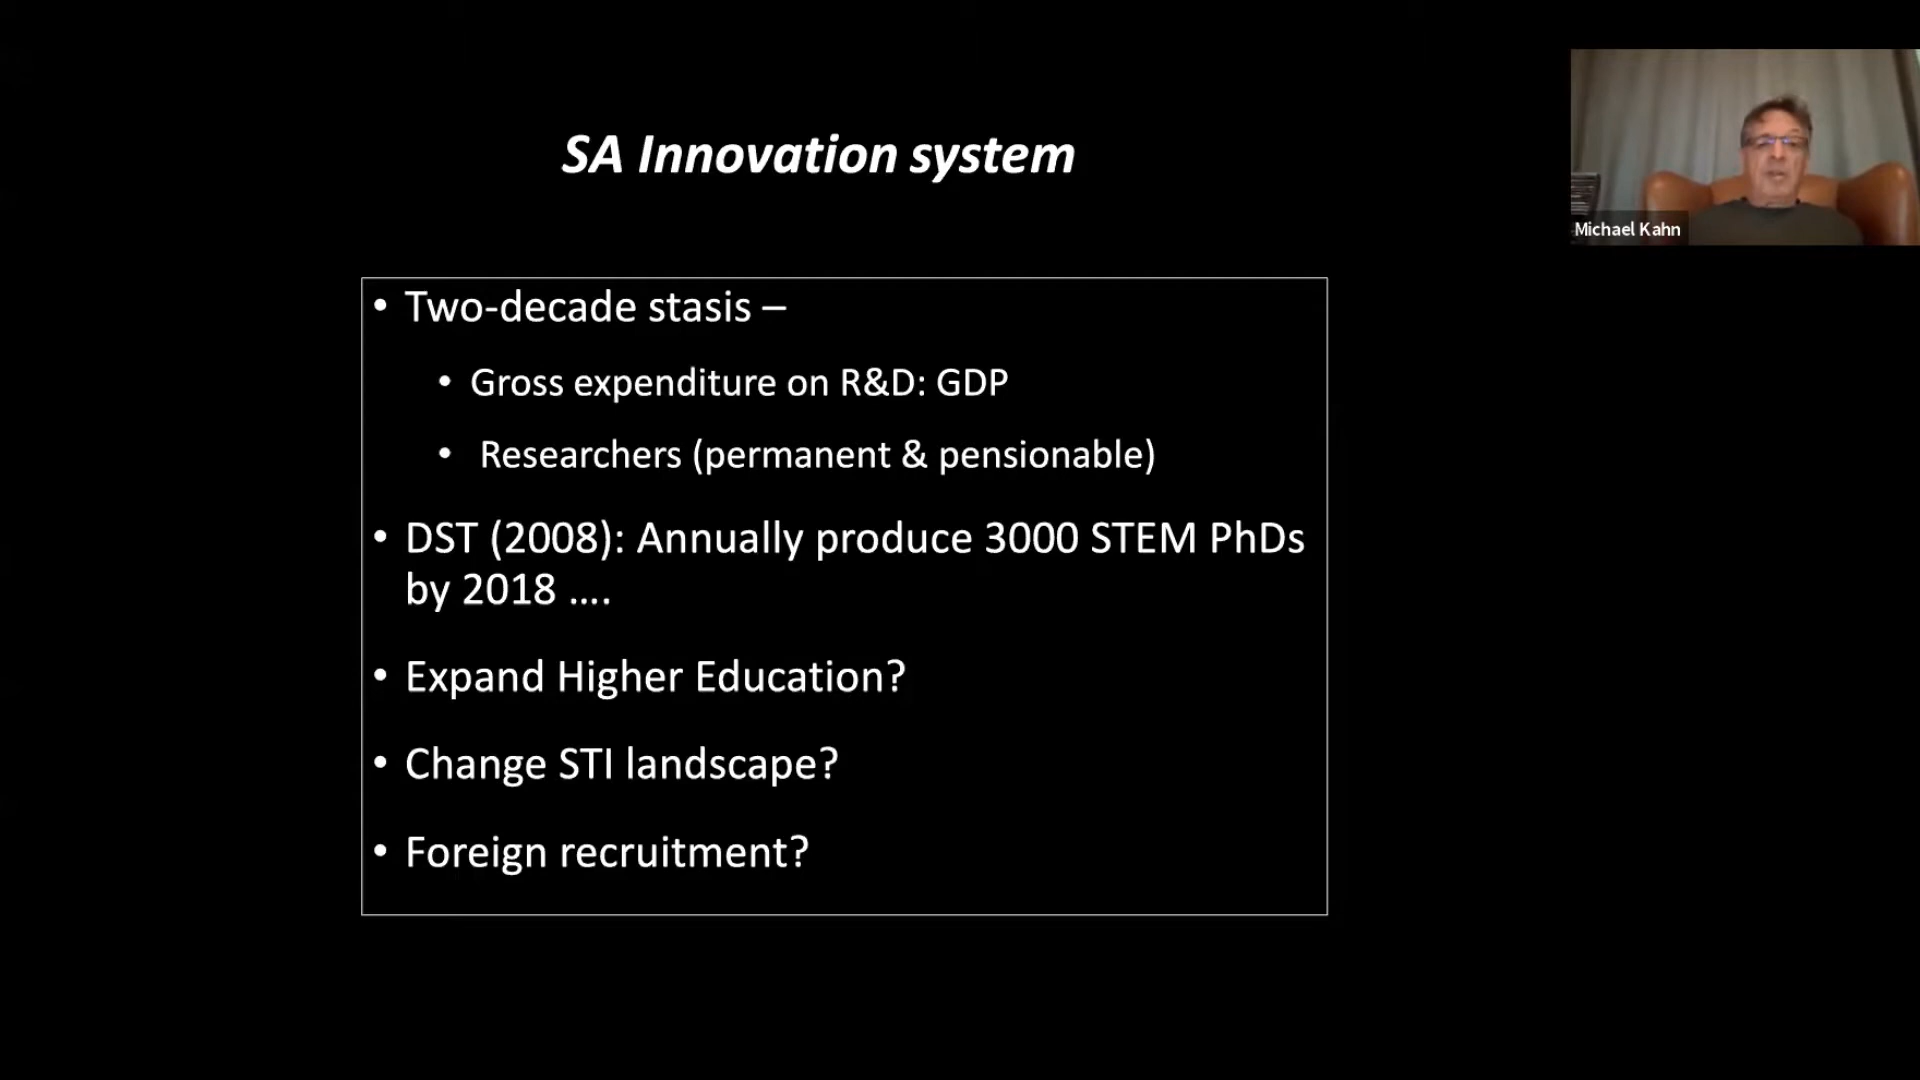 SA Innovation system
Michael Kahn
• Two-decade stasis –
• Gross expenditure on R&D: GDP
• Researchers (permanent & pensionable)
• DST (2008): Annually produce 3000 STEM PhDs
by 2018 ....
• Expand Higher Education?
• Change STI landscape?
• Foreign recruitment?